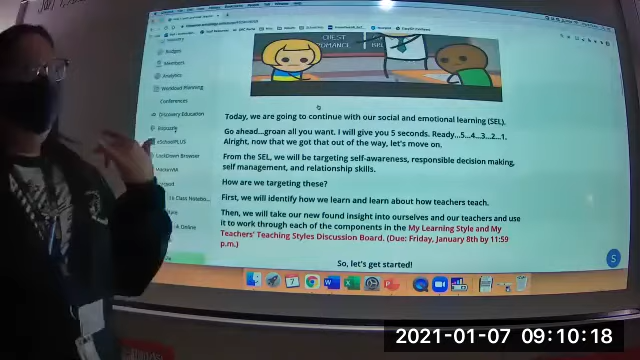 CHEST
ROMANCE
Badges
Members
Analytics
Workload Planning
Conferences
Discovery Education
LockDown Browser
Today, we are going to continue with our social and emotional learning (SEL).
Go ahead...groan all you want. I will give you 5 seconds. Ready...5...4...3...2...1.
Alright, now that we got that out of the way, let's move on.
From the SEL, we will be targeting self-awareness, responsible decision making,
self management, and relationship skills.
How are we targeting these?
First, we will identify how we learn and learn about how teachers teach.
Then, we will take our new found insight into ourselves and our teachers and use
it to work through each of the components in the My Learning Style and My
Teachers' Teaching Styles Discussion Board. (Due: Friday, January 8th by 11:59
p.m.)
So, let's get started!
S
2021-01-07 09:10:18